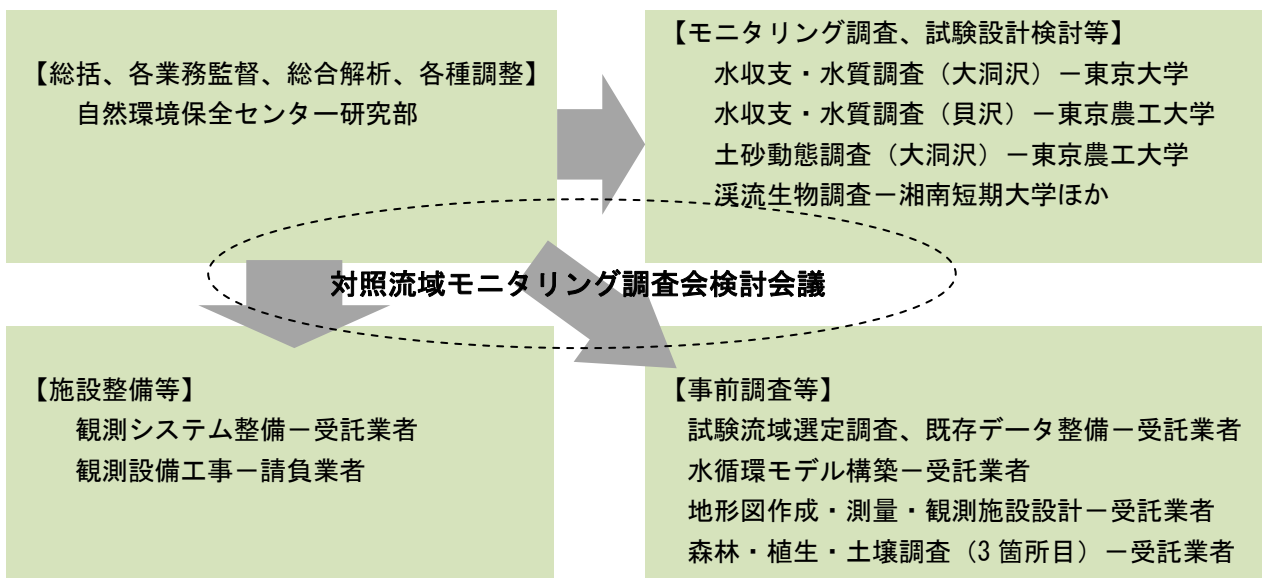 【総括、各業務監督、総合解析、各種調整】
自然環境保全センター研究部
【モニタリング調査、試験設計検討等】
水収支・水質調査（大洞沢）－東京大学
水収支・水質調査（貝沢）－東京農工大学
土砂動態調査（大洞沢）－東京農工大学
渓流生物調査－湘南短期大学ほか
対照流域モニタリング調査会検討会議
【施設整備等】
観測システム整備－受託業者
観測設備工事－請負業者
【事前調査等】
試験流域選定調査、既存データ整備－受託業者
水循環モデル構築－受託業者
地形図作成・測量・観測施設設計－受託業者
森林・植生・土壌調査（3 箇所目）－受託業者